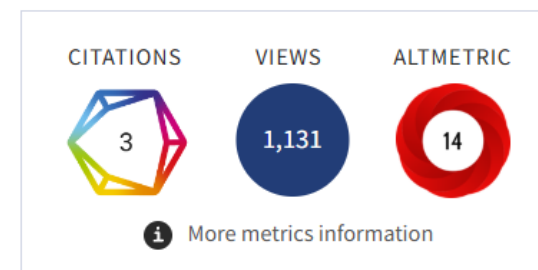 CITATIONS VIEWS ALTMETRIC
3 1,131 14
i More metrics information